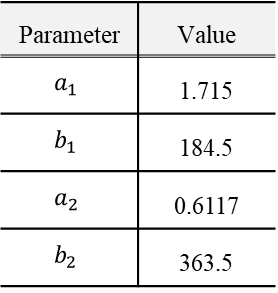 Parameter Value
a₁ 1.715
b₁ 184.5
a₂ 0.6117
b₂ 363.5